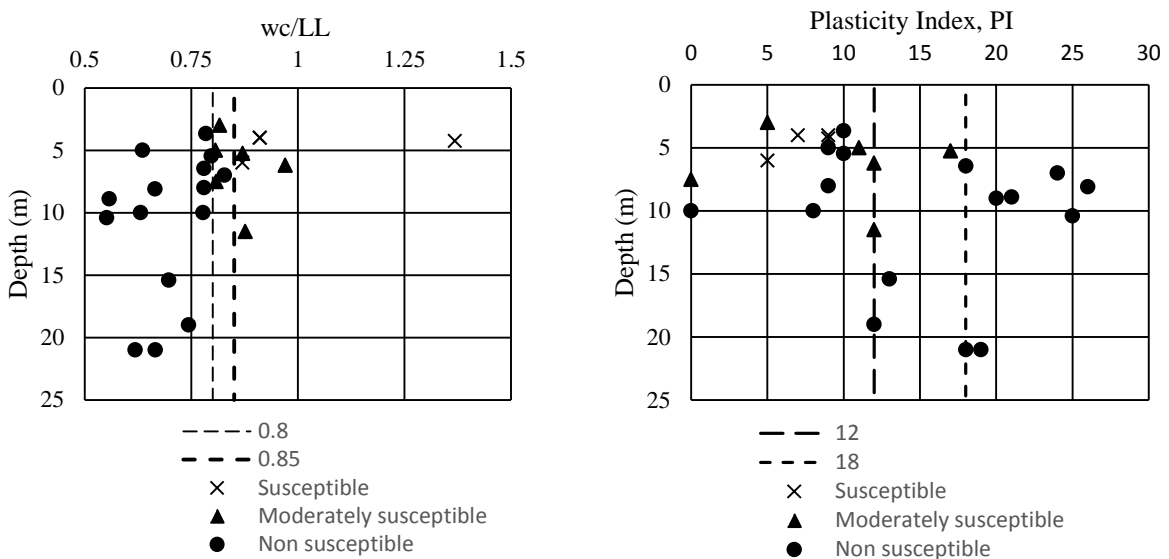 wc/LL
0.5 0.75 1 1.25 1.5
0
5
10
15
20
25
Depth (m)
0.8
0.85
Susceptible
Moderately susceptible
Non susceptible
Plasticity Index, PI
0 5 10 15 20 25 30
0
5
10
15
20
25
Depth (m)
12
18
Susceptible
Moderately susceptible
Non susceptible